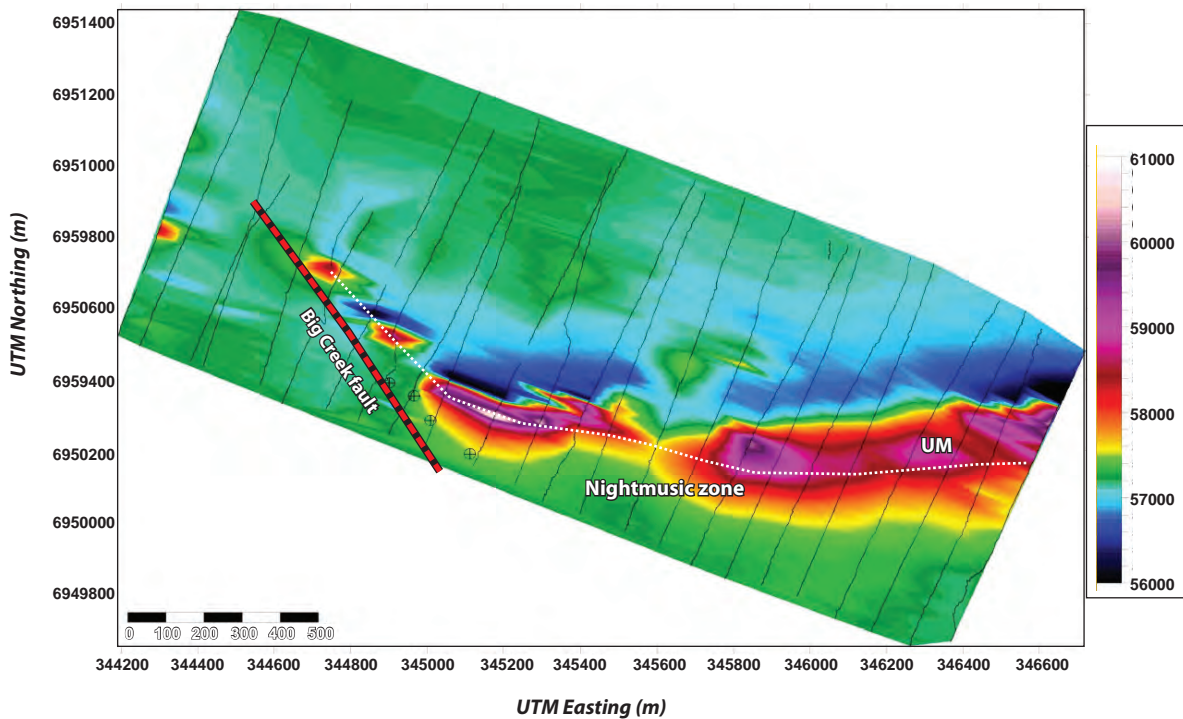 6951400
6951200
6951000
6959800
6950600
6959400
6950200
6950000
6949800
UTM Northing (m)
Big Creek fault
UM
Nightmusic zone
0 100 200 300 400 500
344200 344400 344600 344800 345000 345200 345400 345600 345800 346000 346200 346400 346600
UTM Easting (m)
61000
60000
59000
58000
57000
56000